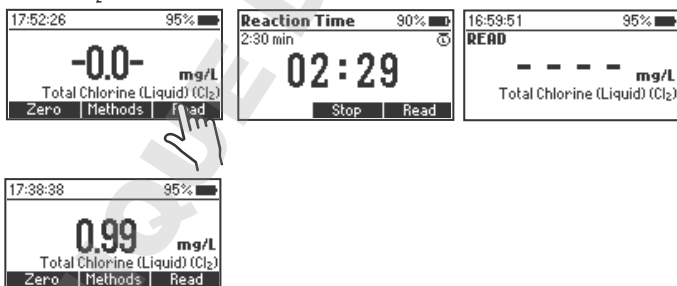 2
17:52:26 95%
-0.0- mg/L
Total Chlorine (Liquid) (Cl₂)
Zero Methods Read
Reaction Time 90%
2:30 min
02:29
Stop Read
16:59:51 95%
READ
- - - - mg/L
Total Chlorine (Liquid) (Cl₂)
17:38:38 95%
0.99 mg/L
Total Chlorine (Liquid) (Cl₂)
Zero Methods Read